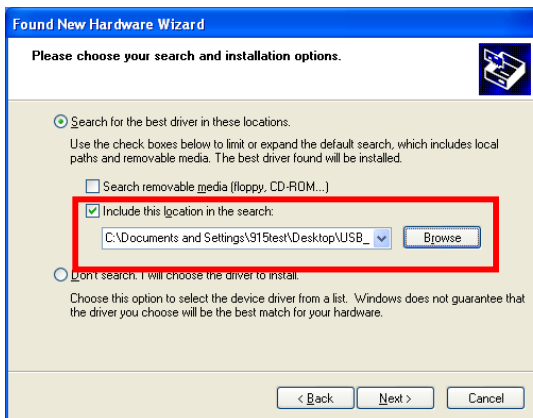 Found New Hardware Wizard
Please choose your search and installation options.
Search for the best driver in these locations.
Use the check boxes below to limit or expand the default search, which includes local
paths and removable media. The best driver found will be installed.
Search removable media (floppy, CD-ROM...)
Include this location in the search:
C:\Documents and Settings\915test\Desktop\USB_
Browse
Don't search. I will choose the driver to install.
Choose this option to select the device driver from a list. Windows does not guarantee that
the driver you choose will be the best match for your hardware.
< Back Next > Cancel